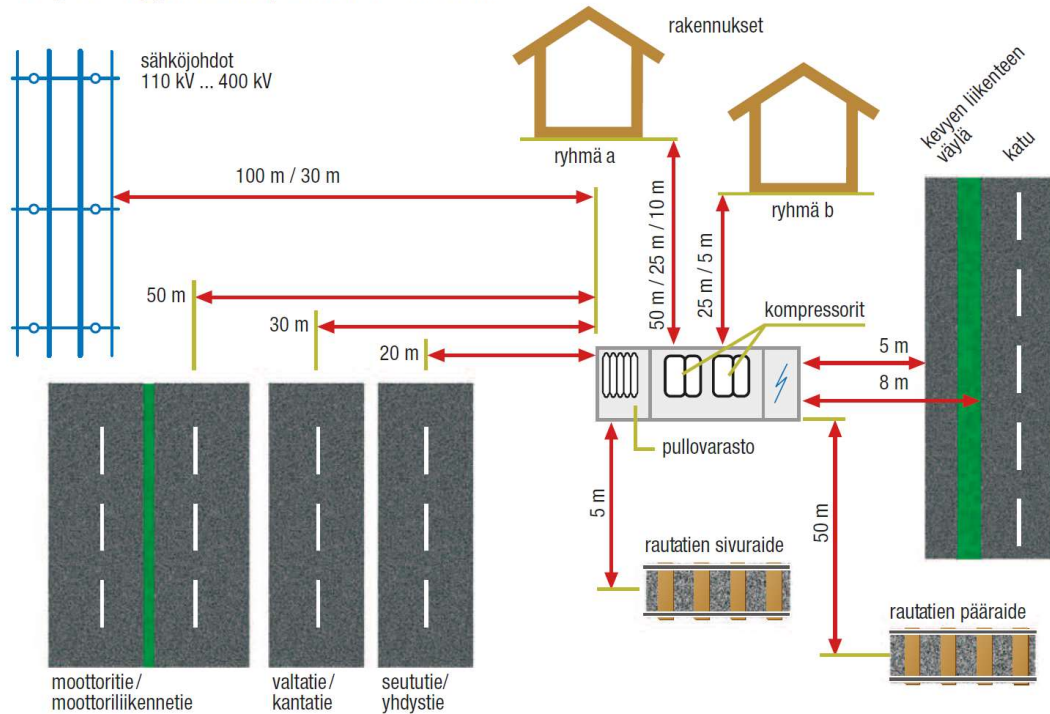 sähköjohdot
110 kV ... 400 kV
rakennukset
ryhmä a
ryhmä b
kevyen liikenteen
väylä
katu
100 m / 30 m
50 m / 25 m / 10 m
25 m / 5 m
50 m
30 m
20 m
kompressorit
5 m
8 m
pullovarasto
5 m
50 m
rautatien sivuraide
rautatien pääraide
moottoritie/
moottoriliikennetie
valtatie/
kantatie
seututie/
yhdystie